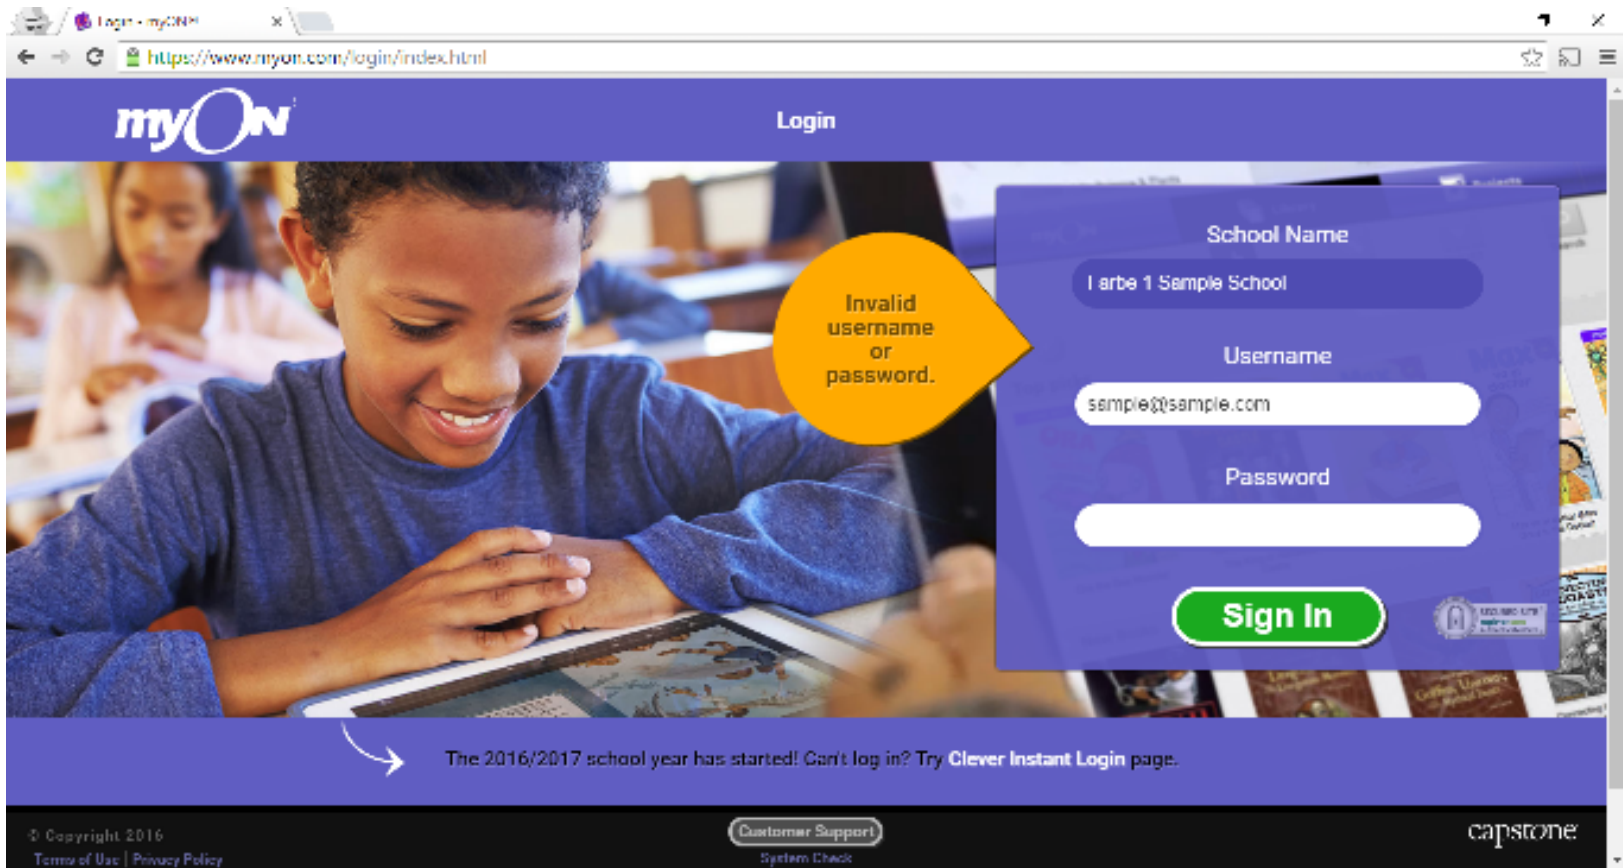 Login - myON®
https://www.myon.com/login/index.html
myON
Login
School Name
Farbe 1 Sample School
Invalid
username
or
password.
Username
sample@sample.com
Password
Sign In
The 2016/2017 school year has started! Can't log in? Try Clever Instant Login page.
© Copyright 2016
Customer Support
capstone
Terms of Use | Privacy Policy
System Check